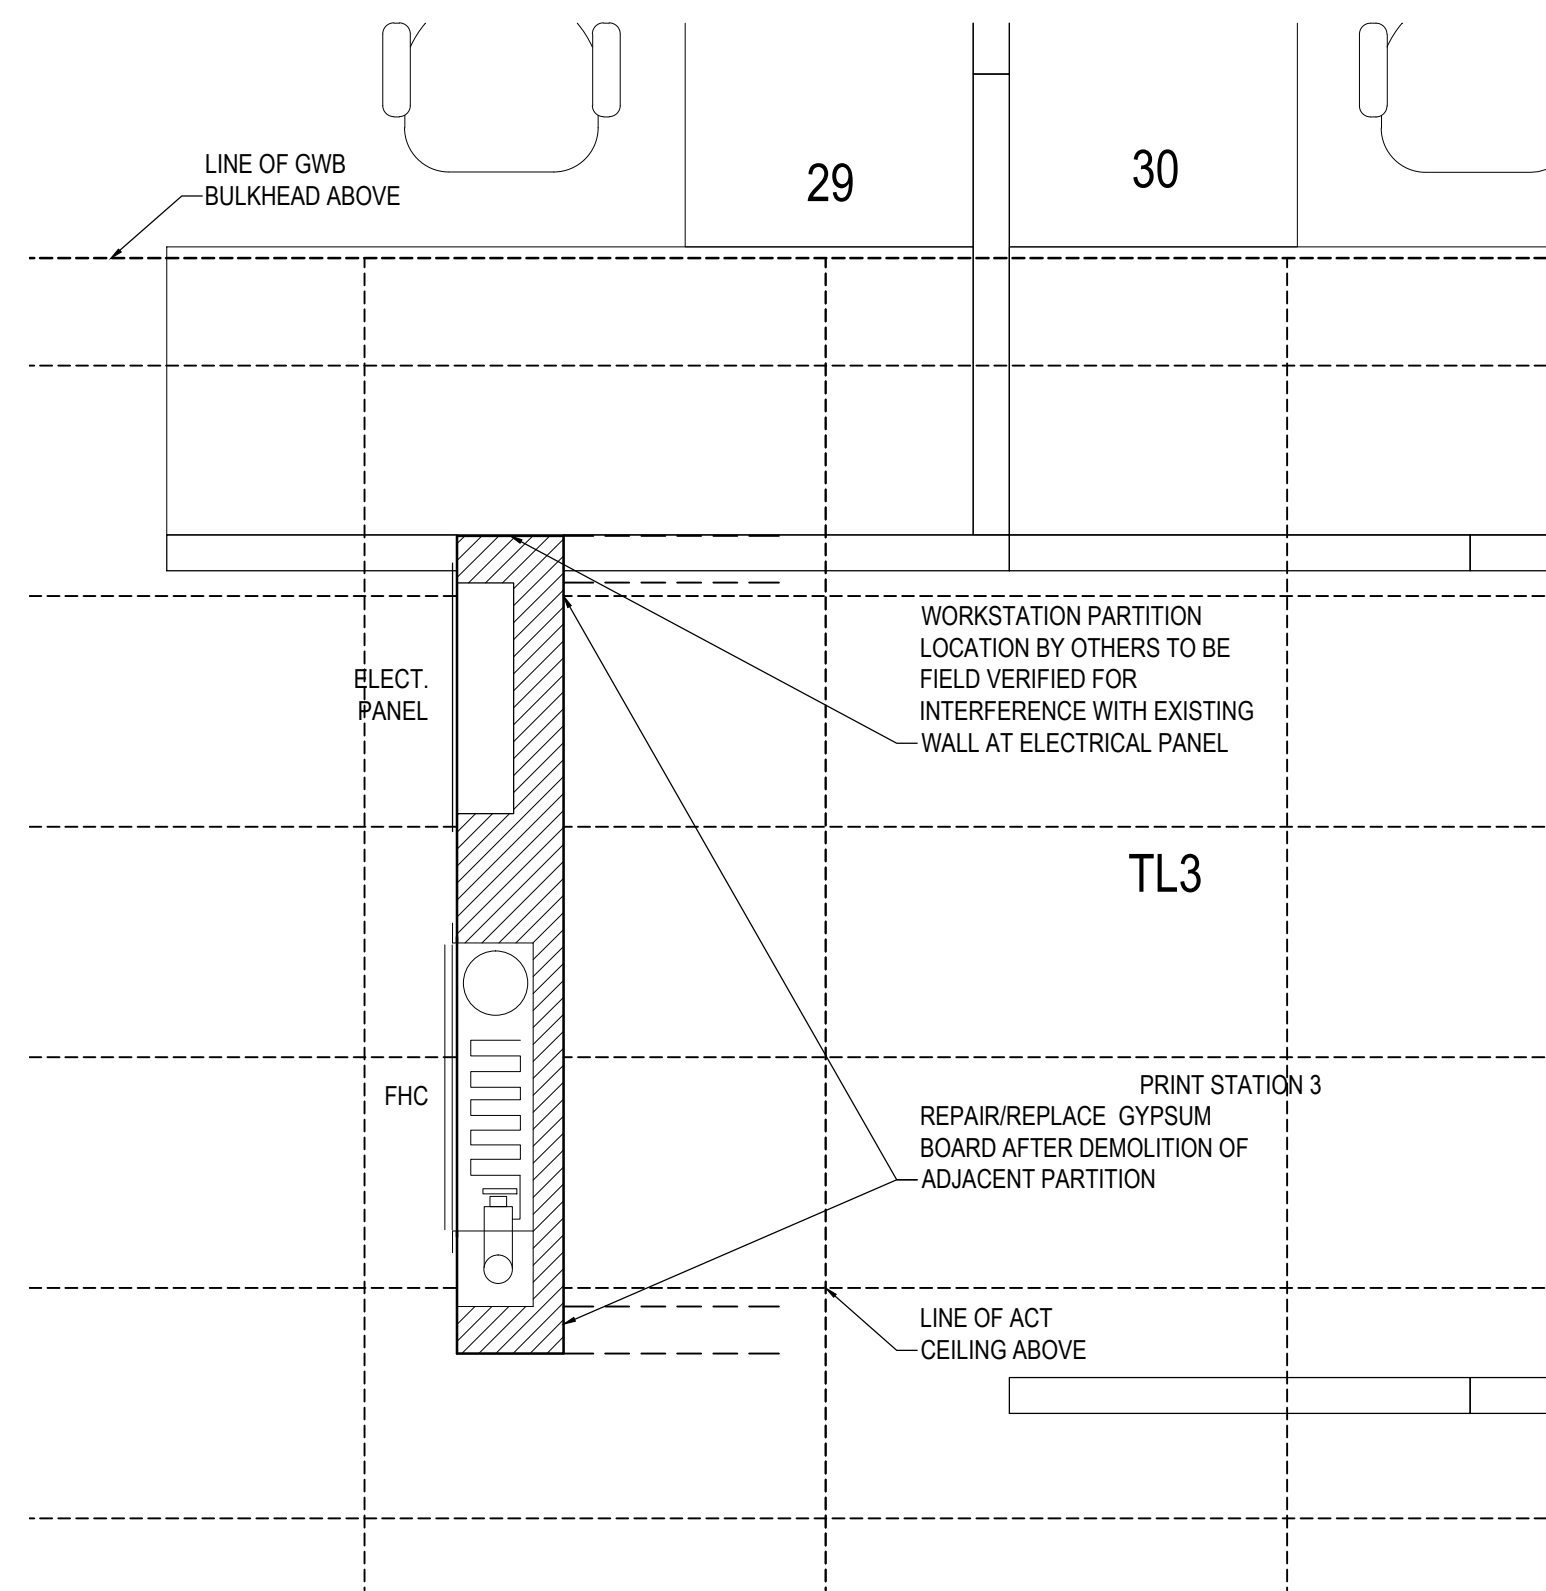 LINE OF GWB
BULKHEAD ABOVE
29
30
WORKSTATION PARTITION
LOCATION BY OTHERS TO BE
FIELD VERIFIED FOR
INTERFERENCE WITH EXISTING
WALL AT ELECTRICAL PANEL
ELECT.
PANEL
TL3
FHC
PRINT STATION 3
REPAIR/REPLACE GYPSUM
BOARD AFTER DEMOLITION OF
ADJACENT PARTITION
LINE OF ACT
CEILING ABOVE